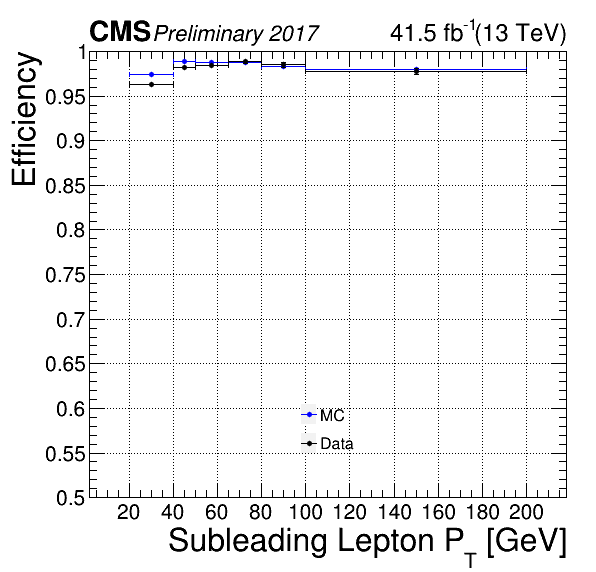 CMS Preliminary 2017 41.5 fb-1(13 TeV)
Efficiency
1
0.95
0.9
0.85
0.8
0.75
0.7
0.65
0.6
0.55
0.5
MC
Data
20 40 60 80 100 120 140 160 180 200
Subleading Lepton PT [GeV]